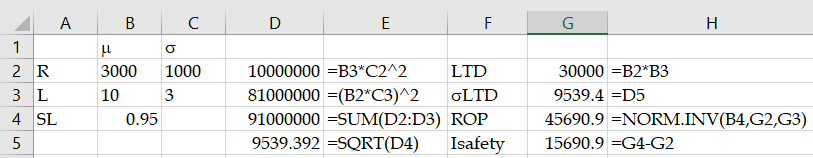 A B C D E F G H
1 μ σ
2 R 3000 1000 10000000 =B3*C2^2 LTD 30000 =B2*B3
3 L 10 3 81000000 =(B2*C3)^2 σLTD 9539.4 =D5
4 SL 0.95 91000000 =SUM(D2:D3) ROP 45690.9 =NORM.INV(B4,G2,G3)
5 9539.392 =SQRT(D4) Isafety 15690.9 =G4-G2